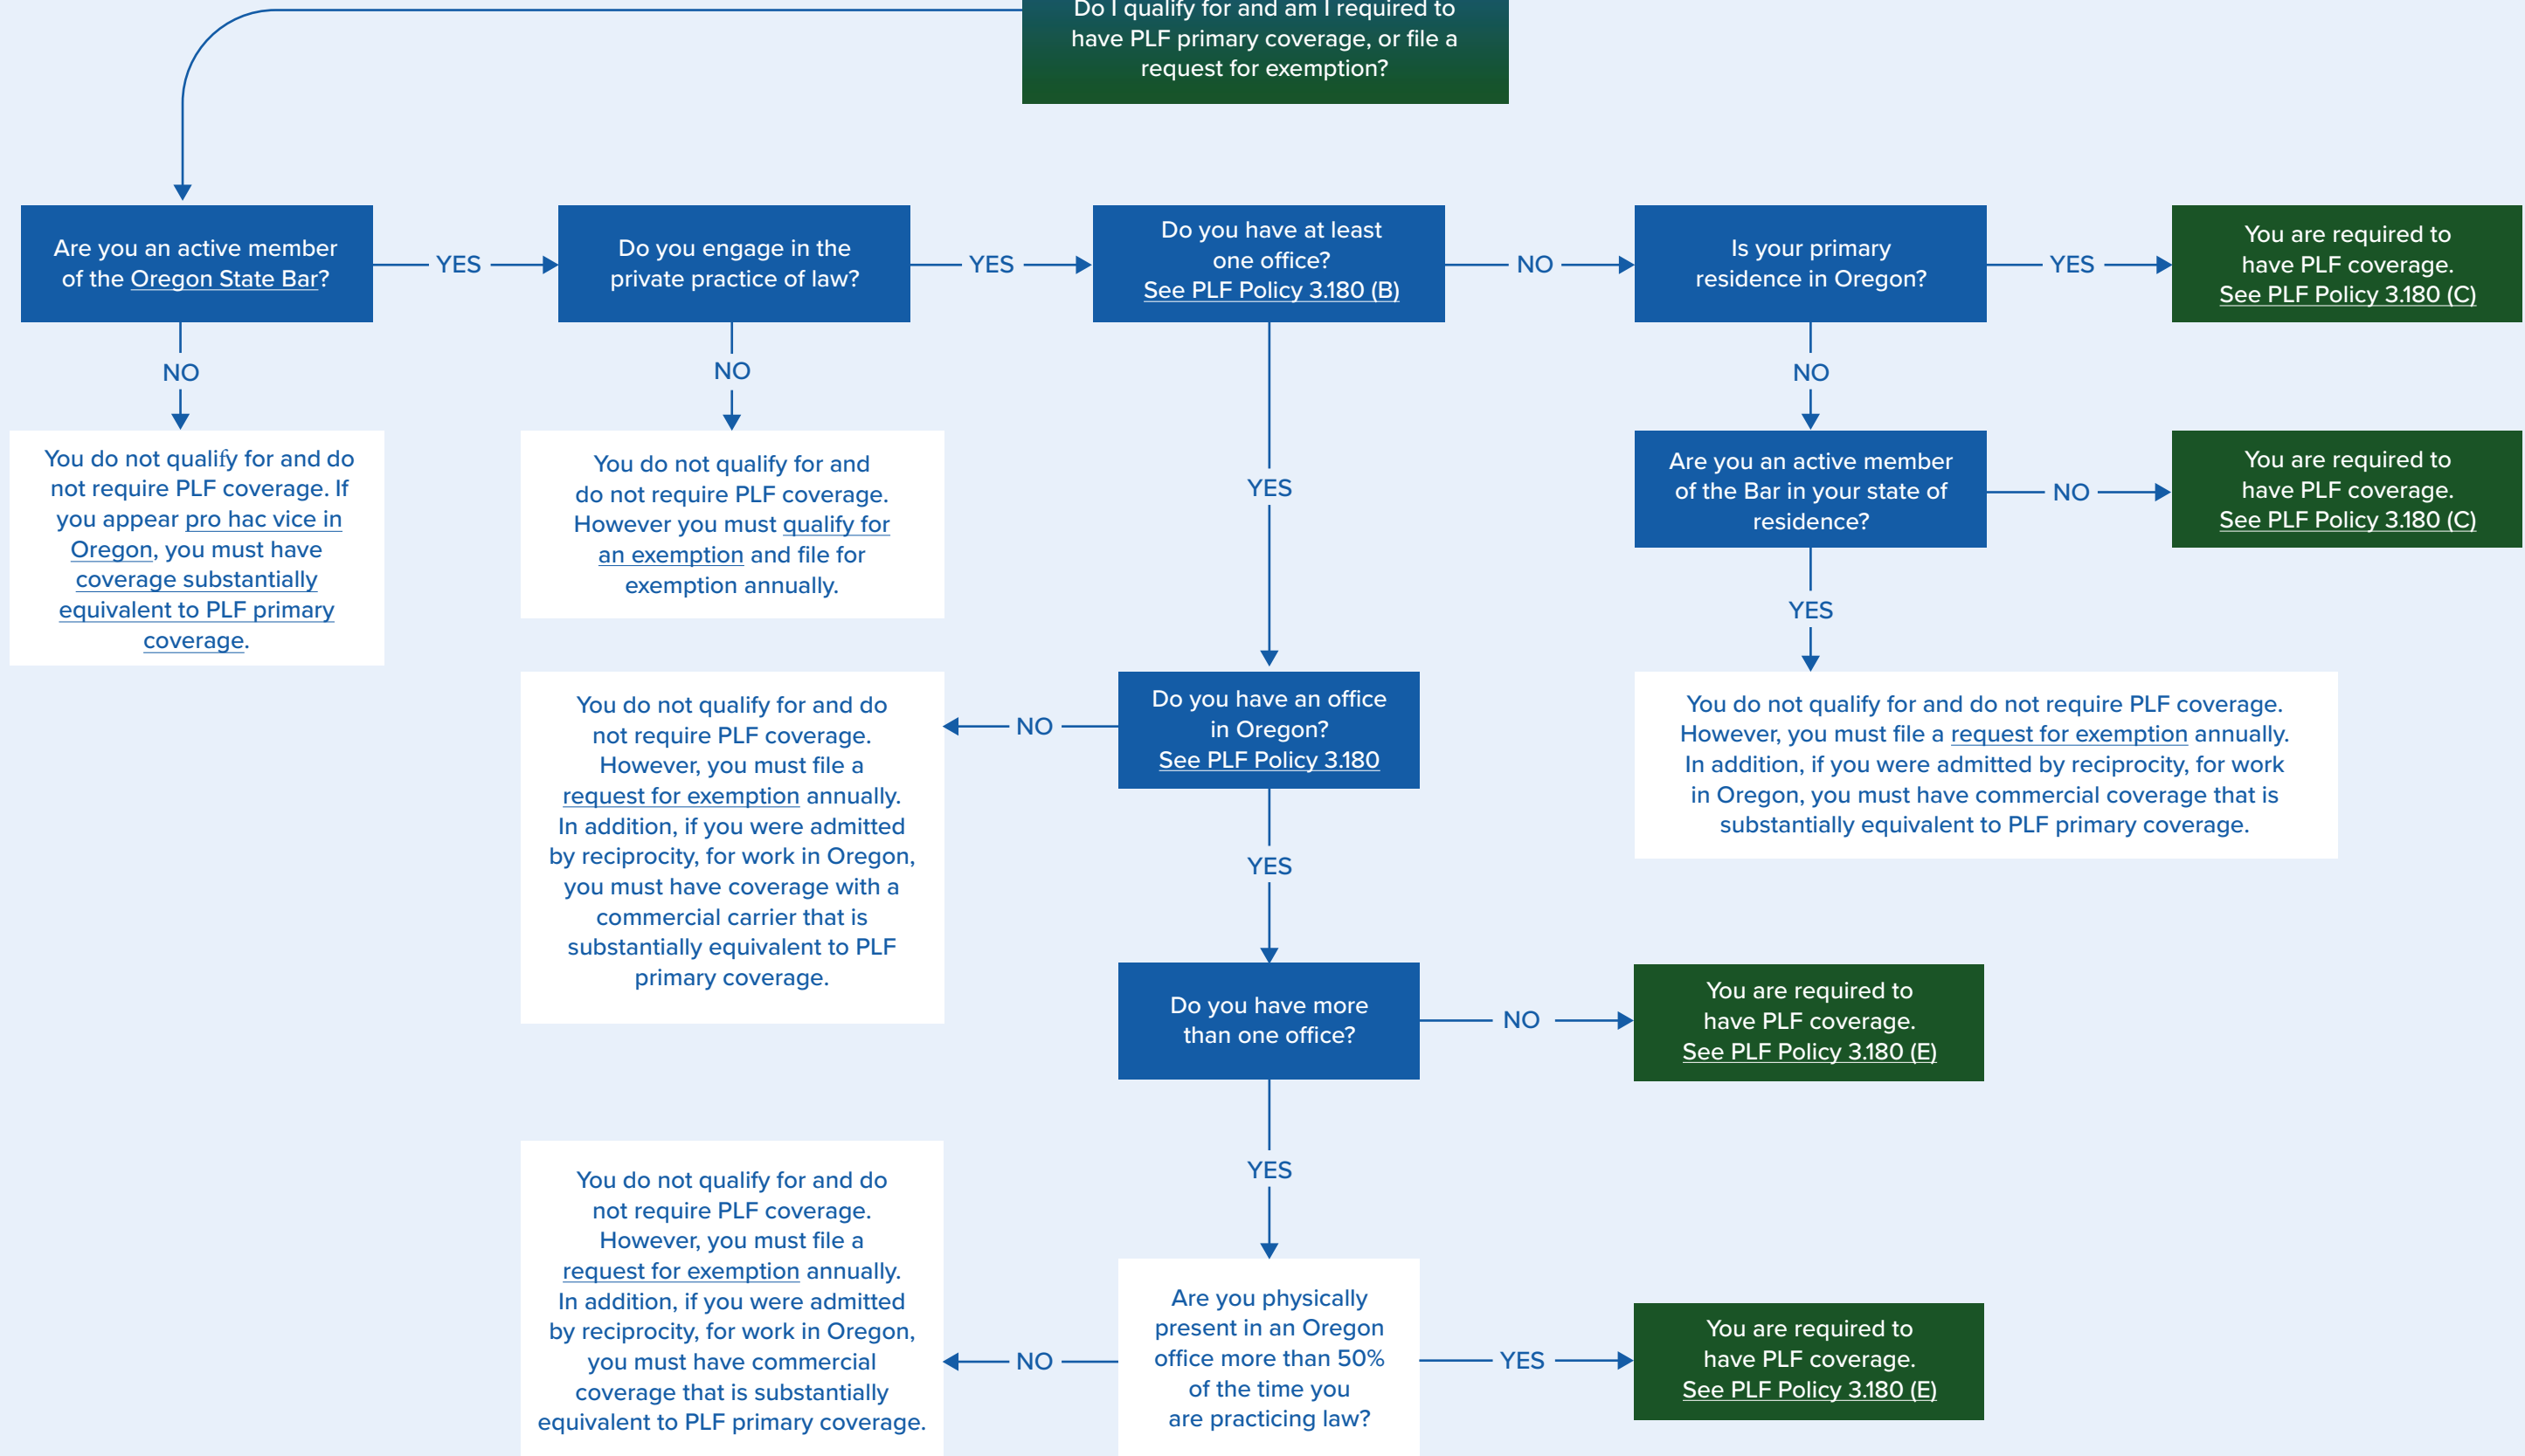 Do I qualify for and am I required to
have PLF primary coverage, or file a
request for exemption?
Are you an active member
of the Oregon State Bar?
YES
Do you engage in the
private practice of law?
YES
Do you have at least
one office?
See PLF Policy 3.180 (B)
NO
Is your primary
residence in Oregon?
YES
You are required to
have PLF coverage.
See PLF Policy 3.180 (C)
NO
NO
YES
NO
You do not qualify for and do
not require PLF coverage. If
you appear pro hac vice in
Oregon, you must have
coverage substantially
equivalent to PLF primary
coverage.
You do not qualify for and
do not require PLF coverage.
However you must qualify for
an exemption and file for
exemption annually.
Are you an active member
of the Bar in your state of
residence?
NO
You are required to
have PLF coverage.
See PLF Policy 3.180 (C)
YES
You do not qualify for and do not require PLF coverage.
However, you must file a request for exemption annually.
In addition, if you were admitted by reciprocity, for work
in Oregon, you must have commercial coverage that is
substantially equivalent to PLF primary coverage.
Do you have an office
in Oregon?
See PLF Policy 3.180
NO
You do not qualify for and do
not require PLF coverage.
However, you must file a
request for exemption annually.
In addition, if you were admitted
by reciprocity, for work in Oregon,
you must have coverage with a
commercial carrier that is
substantially equivalent to PLF
primary coverage.
YES
Do you have more
than one office?
NO
You are required to
have PLF coverage.
See PLF Policy 3.180 (E)
YES
Are you physically
present in an Oregon
office more than 50%
of the time you
are practicing law?
NO
You do not qualify for and do
not require PLF coverage.
However, you must file a
request for exemption annually.
In addition, if you were admitted
by reciprocity, for work in Oregon,
you must have commercial
coverage that is substantially
equivalent to PLF primary coverage.
YES
You are required to
have PLF coverage.
See PLF Policy 3.180 (E)